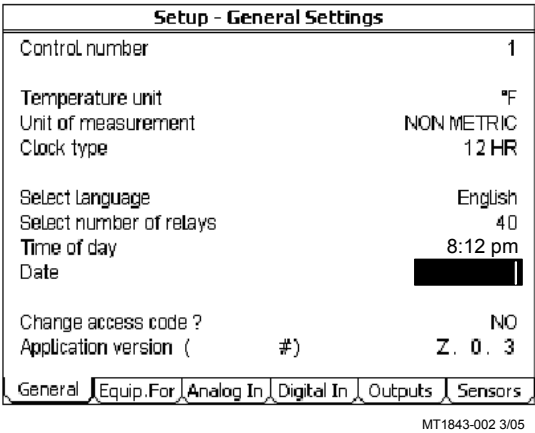 Setup - General Settings
Control number 1
Temperature unit °F
Unit of measurement NON METRIC
Clock type 12 HR
Select language English
Select number of relays 40
Time of day 8:12 pm
Date
Change access code ? NO
Application version ( #) Z. 0. 3
General Equip.For Analog In Digital In Outputs Sensors
MT1843-002 3/05